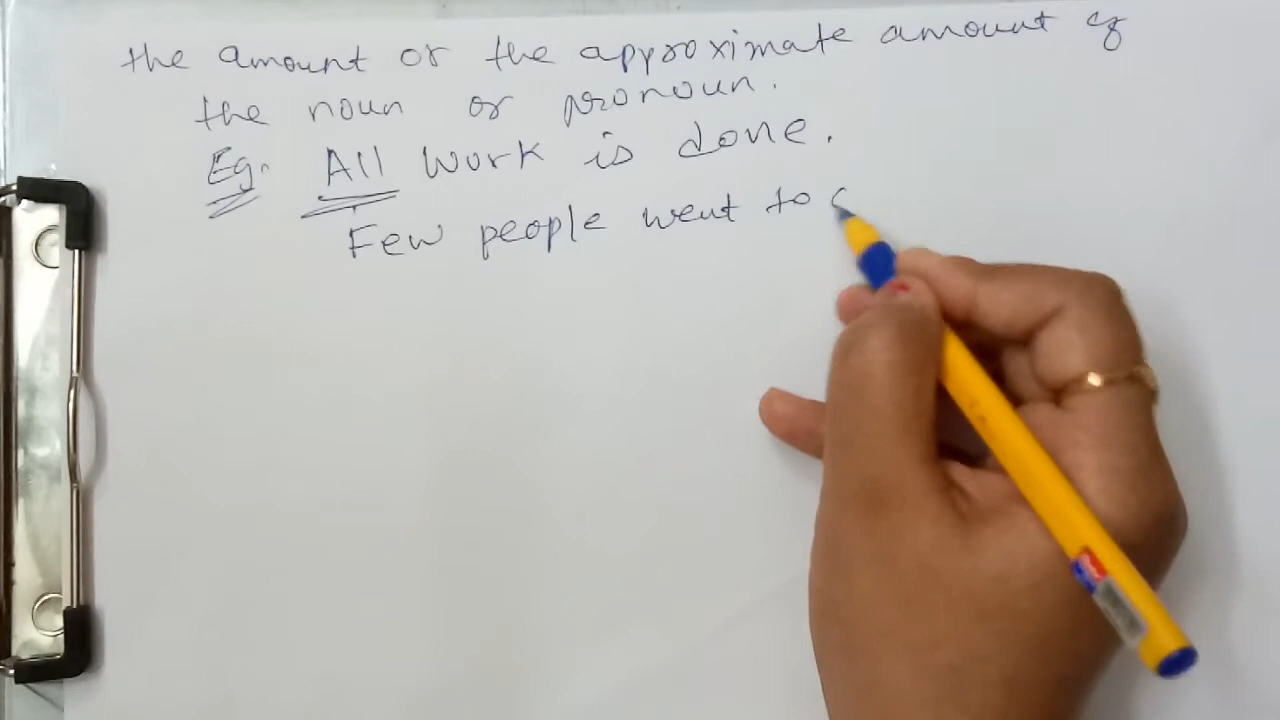 the amount or the approximate amount of
the noun or pronoun.
Eg. All work is done.
Few people went to